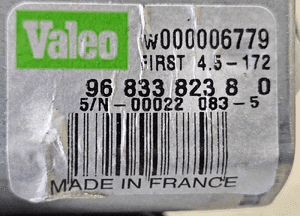 Valeo
W000006779
FIRST 4.5-172
96 833 823 8 0
S/N-00022 083-5
MADE IN FRANCE